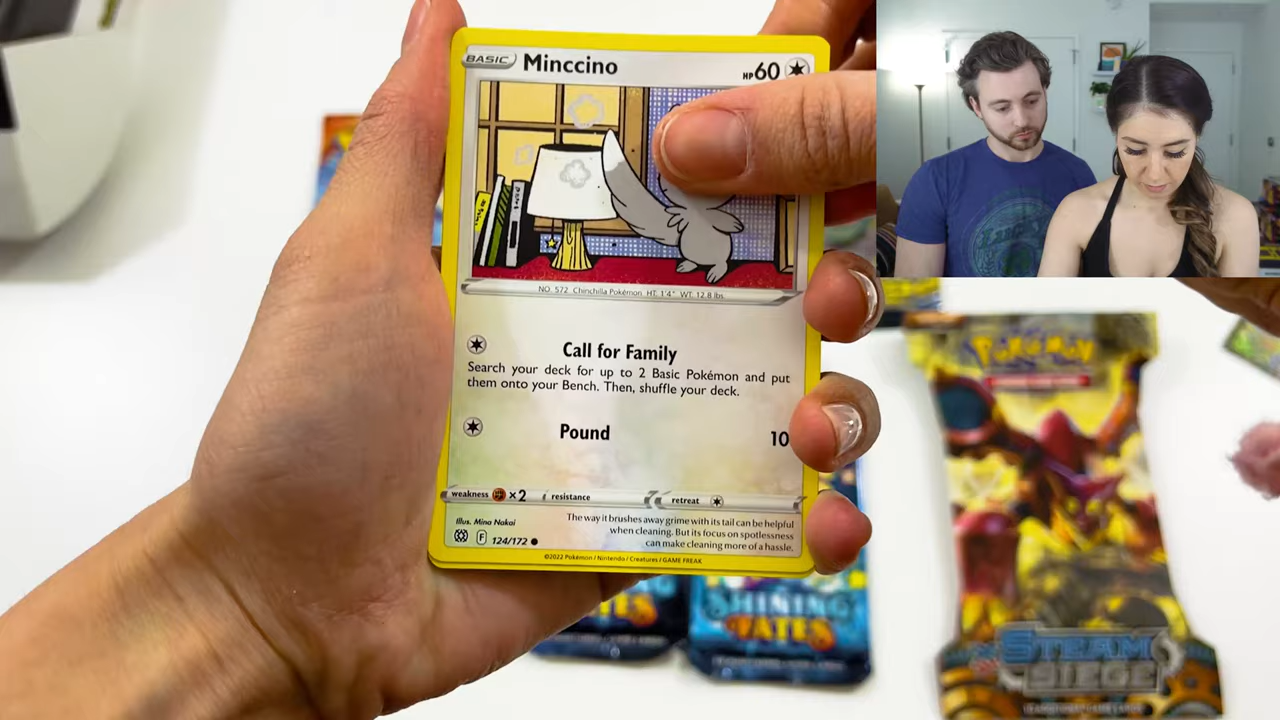 BASIC Minccino HP 60
NO. 572 Chinchilla Pokémon HT. 1'4" WT. 12.8 lbs.
Call for Family
Search your deck for up to 2 Basic Pokémon and put
them onto your Bench. Then, shuffle your deck.
Pound 10
weakness ×2 resistance retreat
Illus. Mina Nakai
The way it brushes away grime with its tail can be helpful
when cleaning. But its focus on spotlessness
can make cleaning more of a hassle.
F 124/172
©2022 Pokémon / Nintendo / Creatures / GAME FREAK
SHINING
FATES
POKÉMON
STEAM
SIEGE